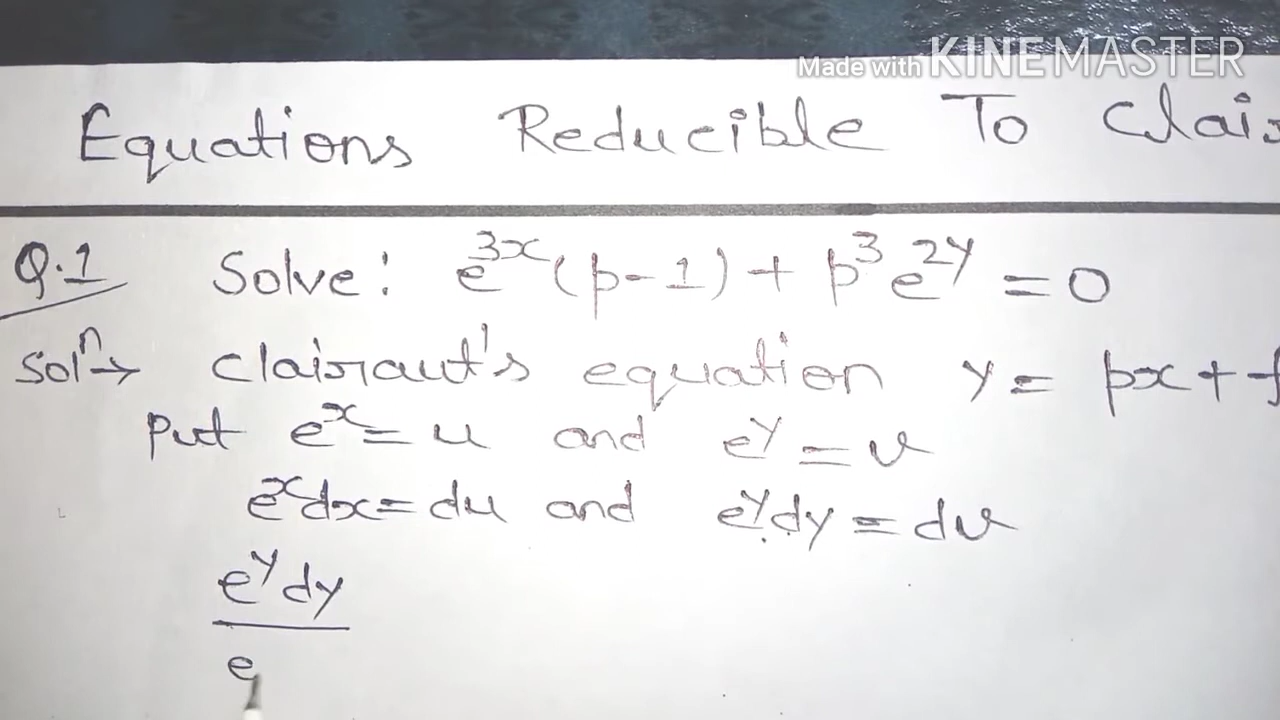 Made with KINEMASTER
Equations Reducible To Clair
Q.1 Solve: e^{3x}(p-1) + p^3 e^{2y} = 0
Sol^n → Clairaut's equation y = px + f
Put e^x = u and e^y = v
e^x dx = du and e^y dy = dv
e^y dy
e